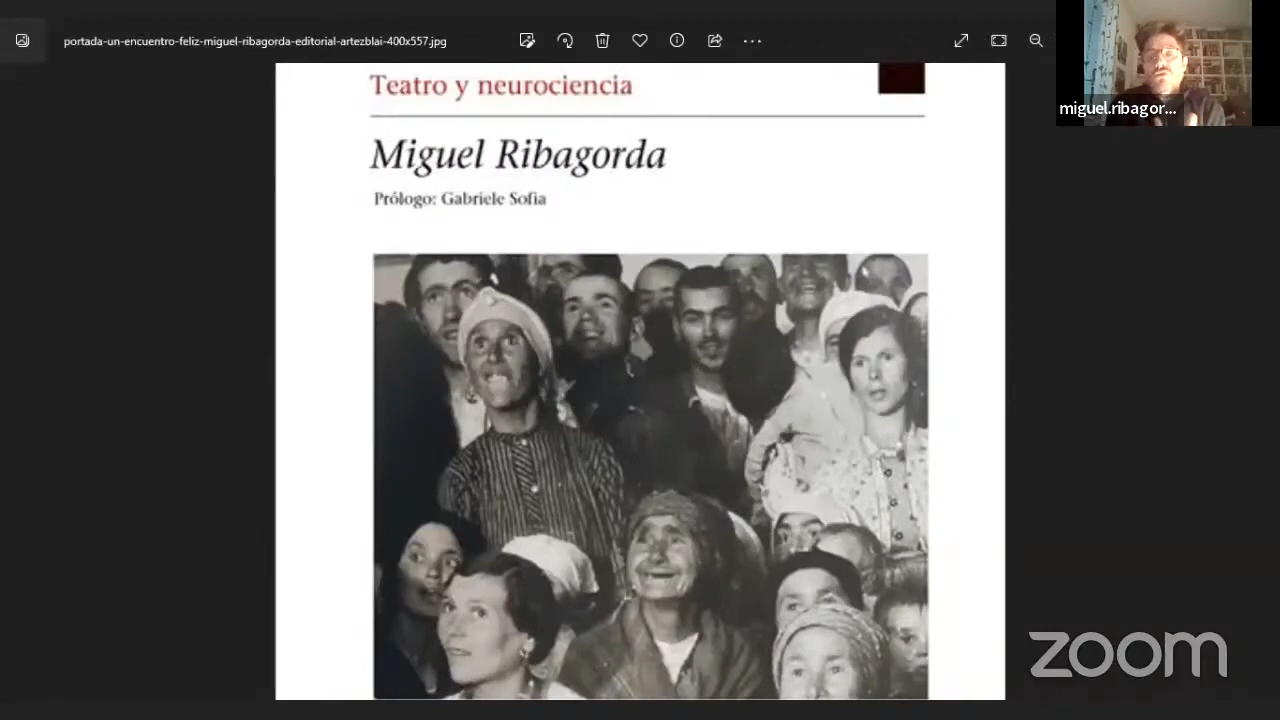 portada-un-encuentro-feliz-miguel-ribagorda-editorial-artezblai-400x557.jpg
miguel.ribagor...
Teatro y neurociencia
Miguel Ribagorda
Prólogo: Gabriele Sofia
zoom